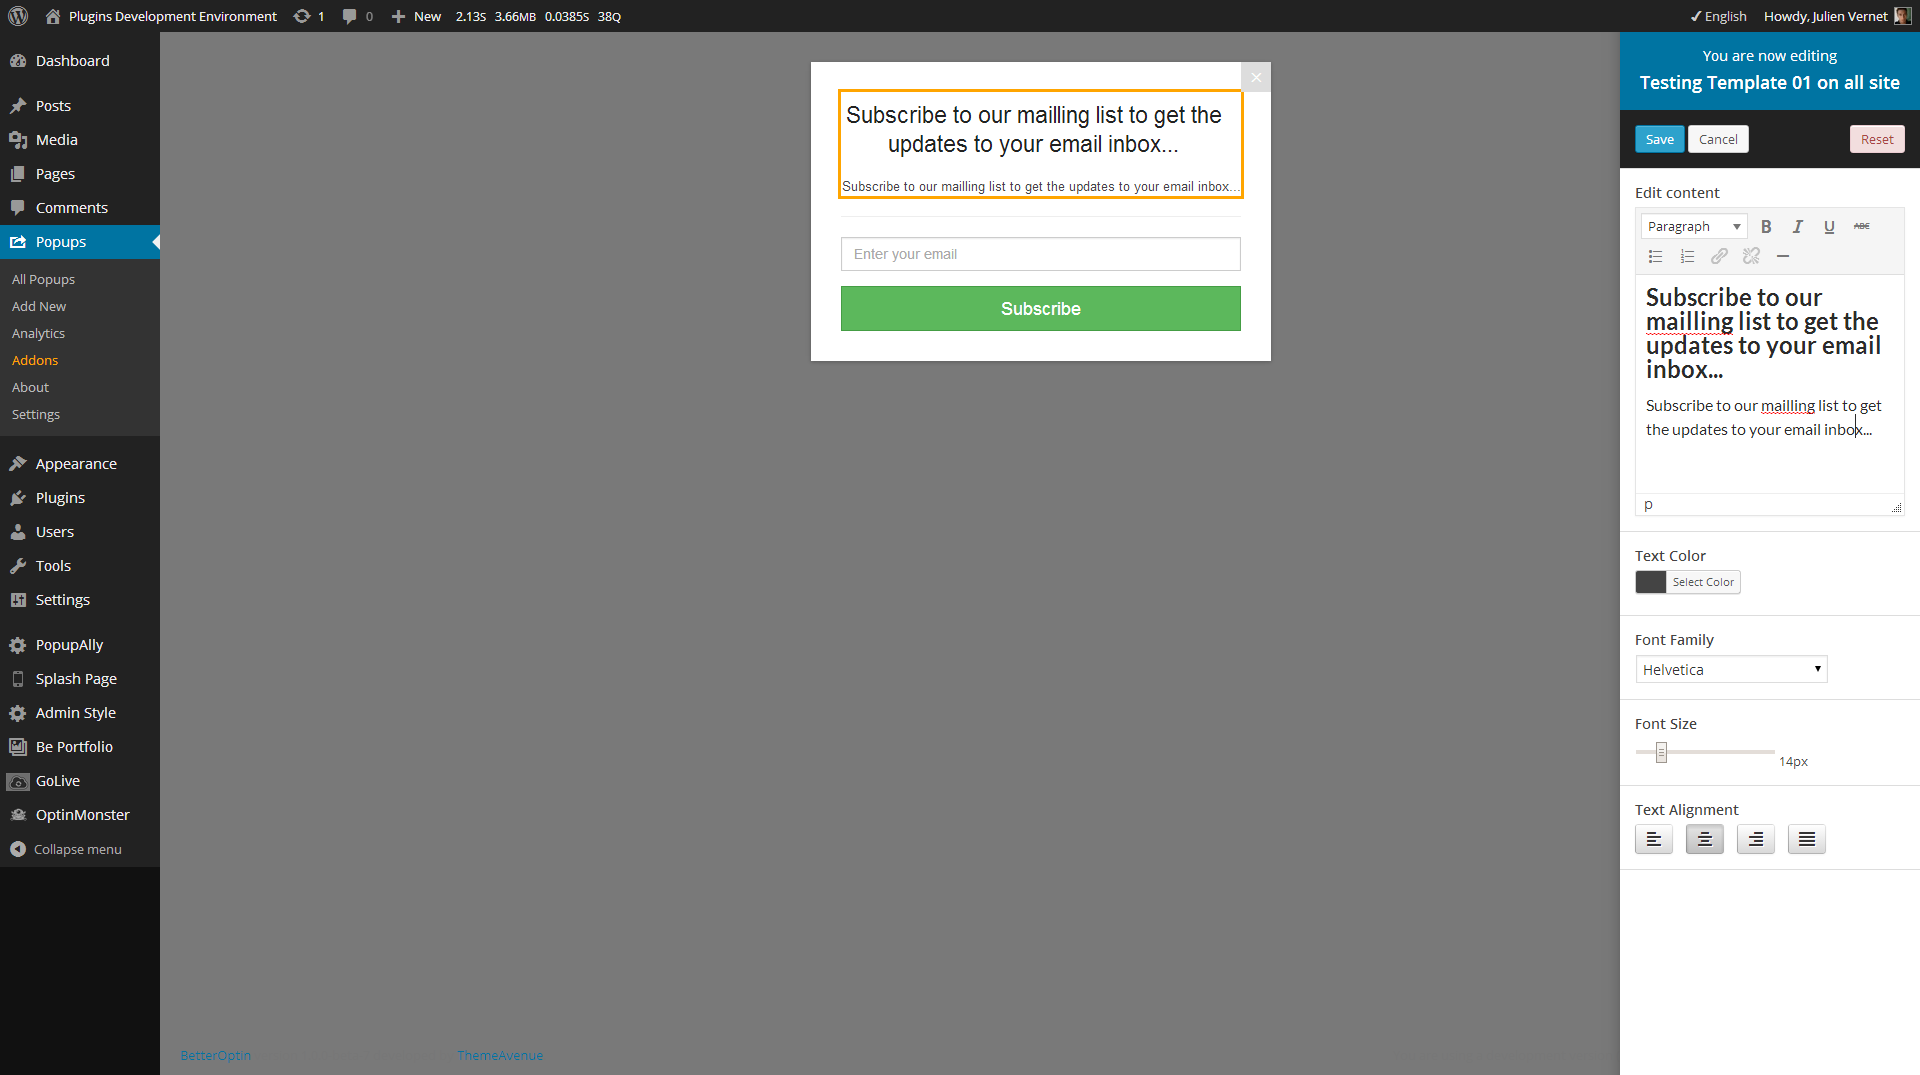 Plugins Development Environment
1
0
New
2.13S 3.66MB 0.0385S 38Q
English
Howdy, Julien Vernet
Dashboard
Posts
Media
Pages
Comments
Popups
All Popups
Add New
Analytics
Addons
About
Settings
Appearance
Plugins
Users
Tools
Settings
PopupAlly
Splash Page
Admin Style
Be Portfolio
GoLive
OptinMonster
Collapse menu
×
Subscribe to our mailling list to get the
updates to your email inbox...
Subscribe to our mailling list to get the updates to your email inbox...
Enter your email
Subscribe
BetterOptin
ThemeAvenue
You are now editing
Testing Template 01 on all site
Save
Cancel
Reset
Edit content
Paragraph
B I U ABC
Subscribe to our
mailling list to get the
updates to your email
inbox...
Subscribe to our mailling list to get
the updates to your email inbox...
p
Text Color
Select Color
Font Family
Helvetica
Font Size
14px
Text Alignment